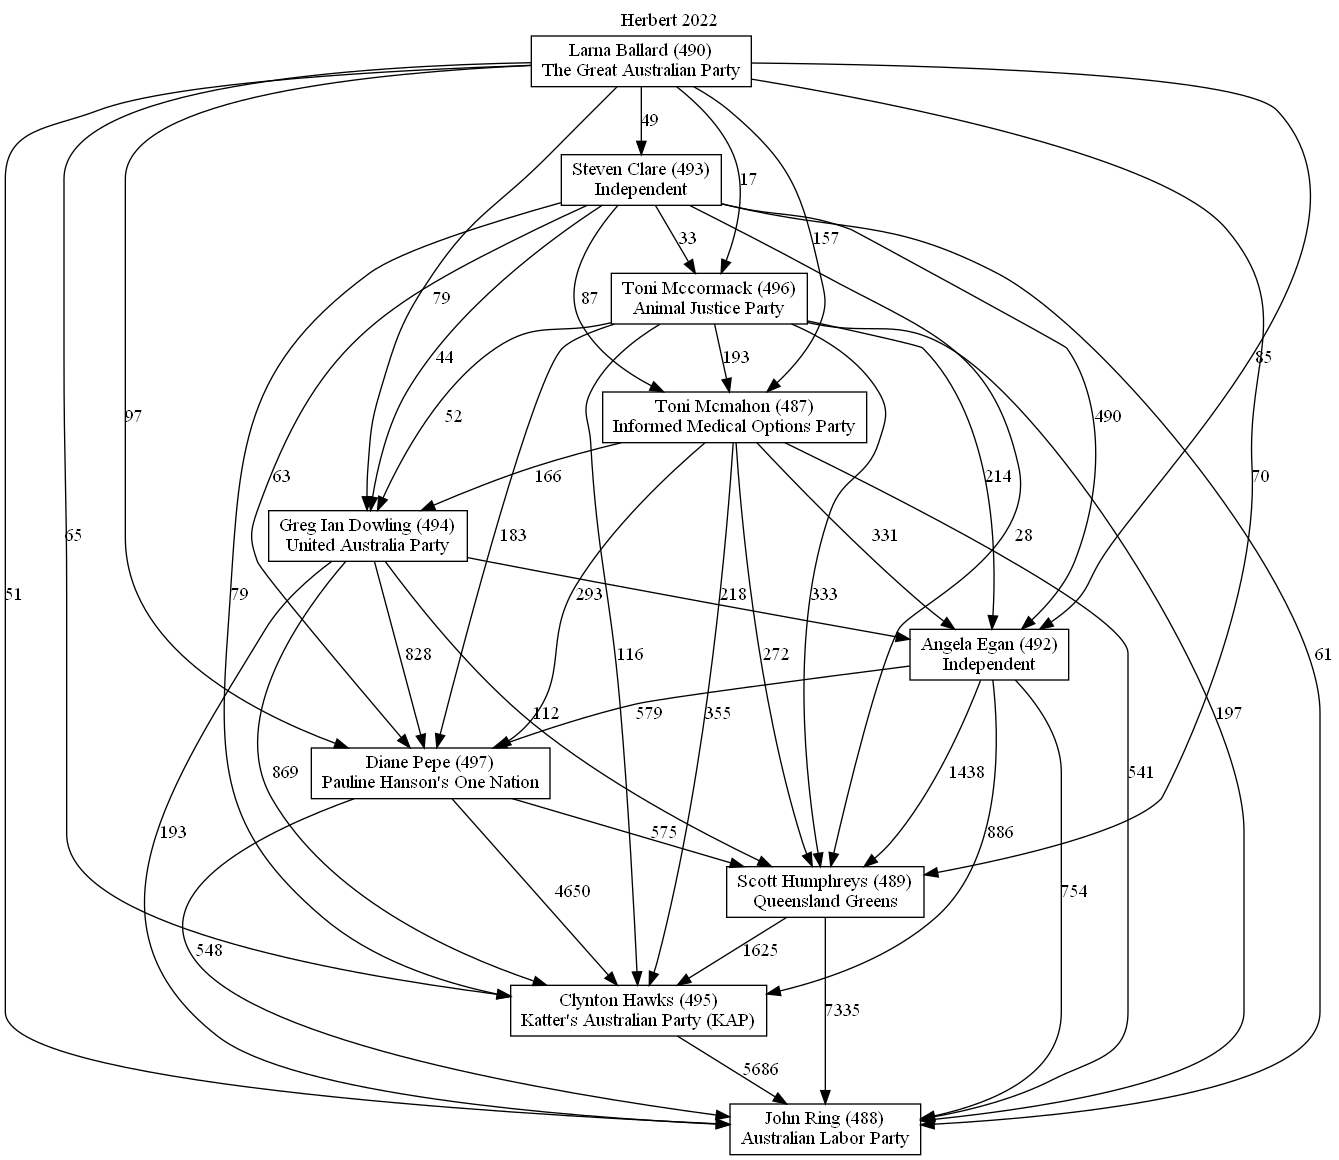 Herbert 2022
Larna Ballard (490)
The Great Australian Party
49
Steven Clare (493)
Independent
17
33
157
Toni Mccormack (496)
Animal Justice Party
79
87
44
193
85
97
52
490
Toni Mcmahon (487)
Informed Medical Options Party
63
166
214
70
Greg Ian Dowling (494)
United Australia Party
65
183
331
28
51
79
293
218
333
Angela Egan (492)
Independent
828
116
272
61
112
579
355
197
Diane Pepe (497)
Pauline Hanson's One Nation
869
1438
541
193
575
886
Scott Humphreys (489)
Queensland Greens
4650
754
548
1625
Clynton Hawks (495)
Katter's Australian Party (KAP)
7335
5686
John Ring (488)
Australian Labor Party